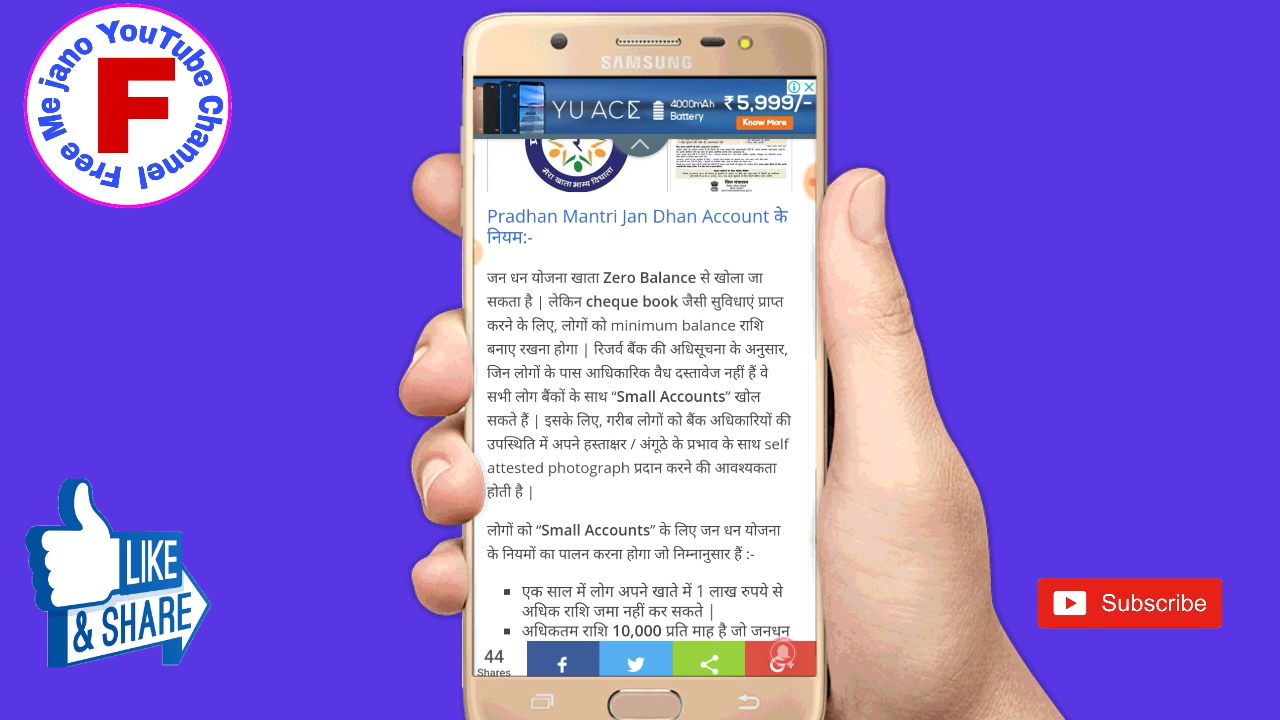 Free Me jano YouTube Channel
F
SAMSUNG
YU ACE
4000mAh
Battery
₹5,999/-
Know More
मेरा खाता भाग्य विधाता
Pradhan Mantri Jan Dhan Account के
नियम:-
जन धन योजना खाता Zero Balance से खोला जा
सकता है | लेकिन cheque book जैसी सुविधाएं प्राप्त
करने के लिए, लोगों को minimum balance राशि
बनाए रखना होगा | रिजर्व बैंक की अधिसूचना के अनुसार,
जिन लोगों के पास आधिकारिक वैध दस्तावेज नहीं हैं वे
सभी लोग बैंकों के साथ “Small Accounts” खोल
सकते हैं | इसके लिए, गरीब लोगों को बैंक अधिकारियों की
उपस्थिति में अपने हस्ताक्षर / अंगूठे के प्रभाव के साथ self
attested photograph प्रदान करने की आवश्यकता
होती है |
लोगों को “Small Accounts” के लिए जन धन योजना
के नियमों का पालन करना होगा जो निम्नानुसार हैं :-
एक साल में लोग अपने खाते में 1 लाख रुपये से
अधिक राशि जमा नहीं कर सकते |
अधिकतम राशि 10,000 प्रति माह है जो जनधन
44
Shares
LIKE
& SHARE
Subscribe